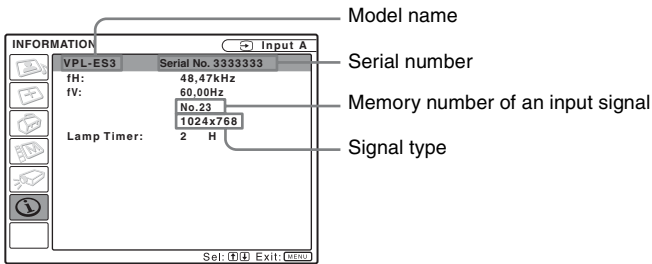 Model name
INFORMATION Input A
VPL-ES3 Serial No. 3333333
Serial number
fH: 48,47kHz
fV: 60,00Hz
No.23
Memory number of an input signal
1024x768
Lamp Timer: 2 H
Signal type
Sel: Exit: MENU